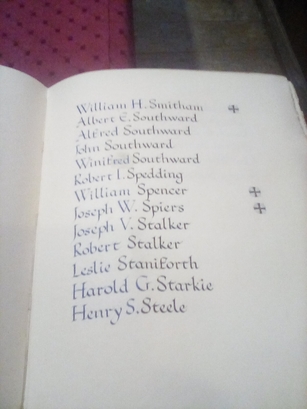 William H. Smitham ✠
Albert E. Southward
Alfred Southward
John Southward
Winifred Southward
Robert I. Spedding
William Spencer ✠
Joseph W. Spiers ✠
Joseph V. Stalker
Robert Stalker
Leslie Staniforth
Harold G. Starkie
Henry S. Steele